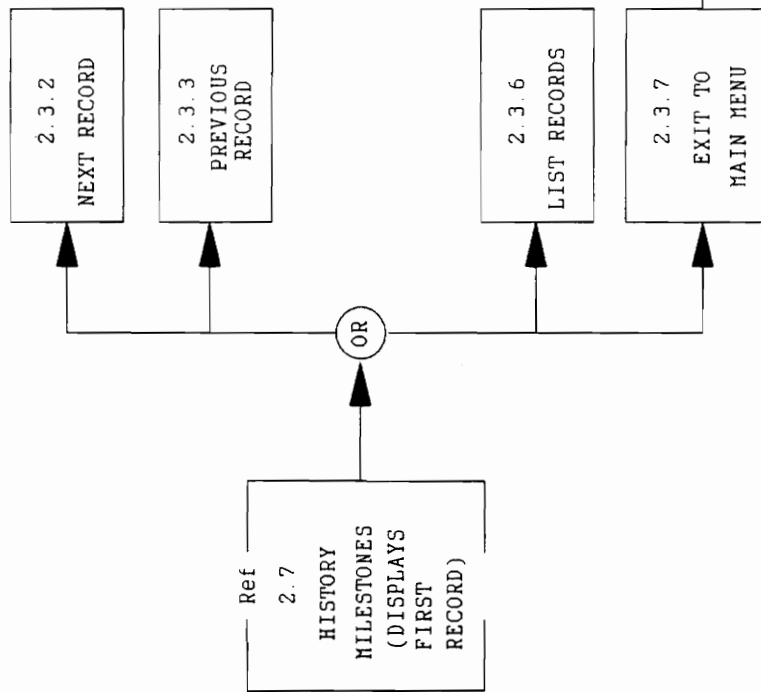 Ref
2.7
HISTORY
MILESTONES
(DISPLAYS
FIRST
RECORD)
OR
2.3.2
NEXT RECORD
2.3.3
PREVIOUS
RECORD
2.3.6
LIST RECORDS
2.3.7
EXIT TO
MAIN MENU